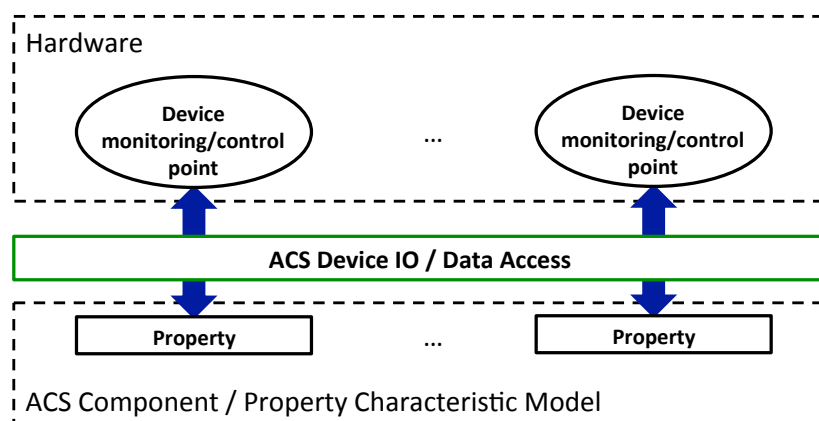 Hardware
Device
monitoring/control
point
...
Device
monitoring/control
point
ACS Device IO / Data Access
Property
...
Property
ACS Component / Property Characteristic Model